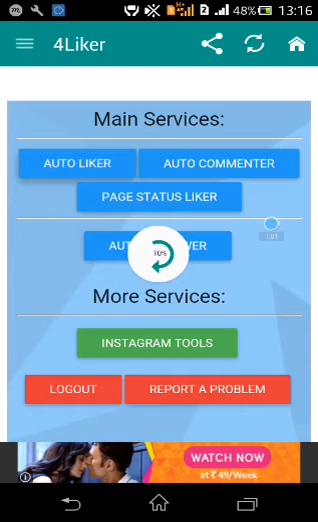 48% 13:16
4Liker
Main Services:
AUTO LIKER AUTO COMMENTER
PAGE STATUS LIKER
10%
More Services:
INSTAGRAM TOOLS
LOGOUT REPORT A PROBLEM
WATCH NOW
at ₹ 49/Week